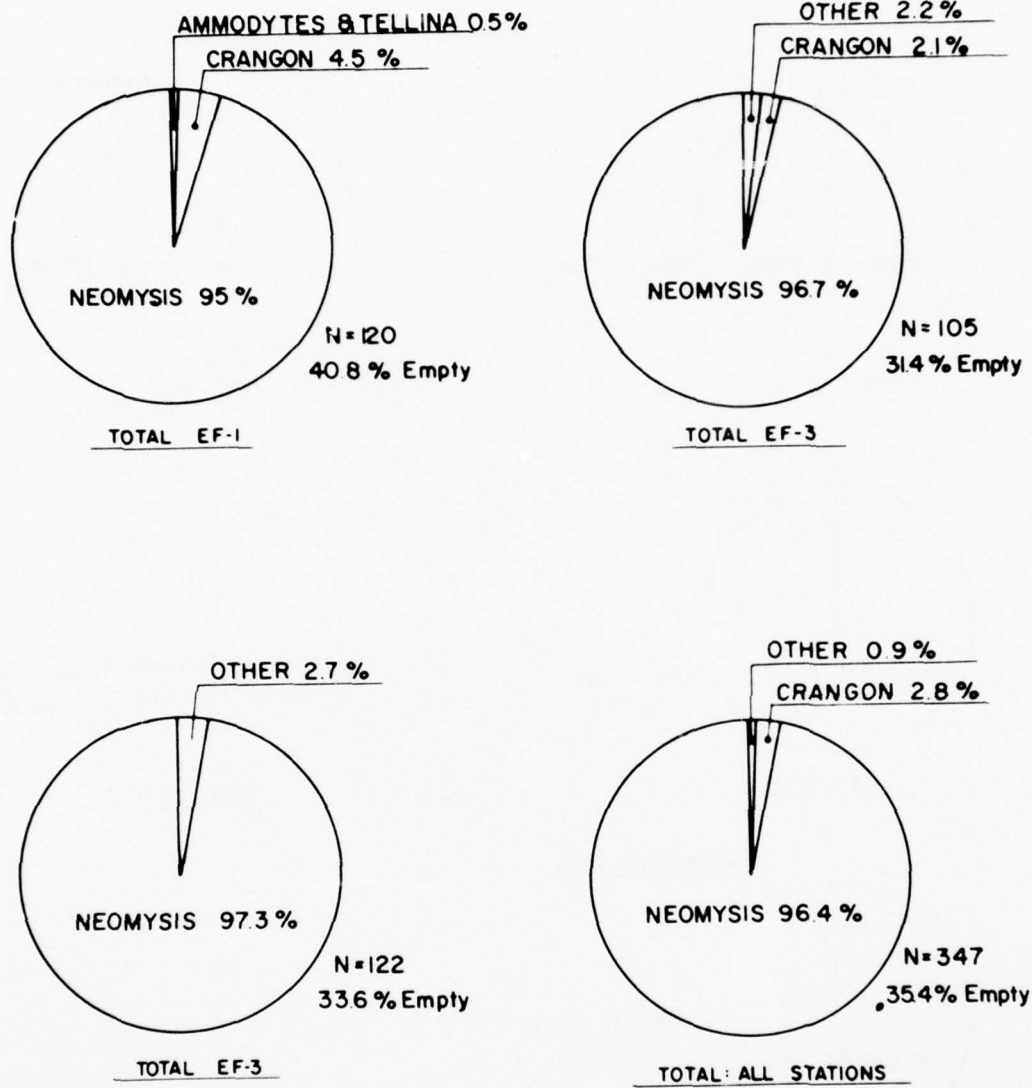 AMMODYTES & TELLINA 0.5%
CRANGON 4.5 %
NEOMYSIS 95 %
N = 120
40.8 % Empty
TOTAL EF-1
OTHER 2.2 %
CRANGON 2.1 %
NEOMYSIS 96.7 %
N = 105
31.4 % Empty
TOTAL EF-3
OTHER 2.7 %
NEOMYSIS 97.3 %
N = 122
33.6 % Empty
TOTAL EF-3
OTHER 0.9 %
CRANGON 2.8 %
NEOMYSIS 96.4 %
N = 347
35.4 % Empty
TOTAL : ALL STATIONS